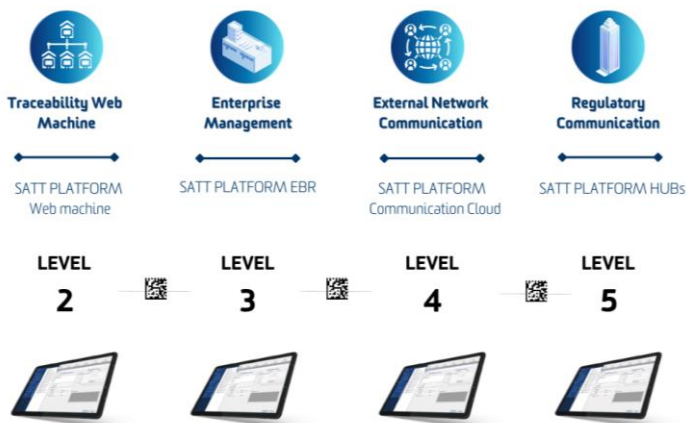 Traceability Web
Machine
Enterprise
Management
External Network
Communication
Regulatory
Communication
SATT PLATFORM
Web machine
SATT PLATFORM EBR
SATT PLATFORM
Communication Cloud
SATT PLATFORM HUBs
LEVEL
2
LEVEL
3
LEVEL
4
LEVEL
5